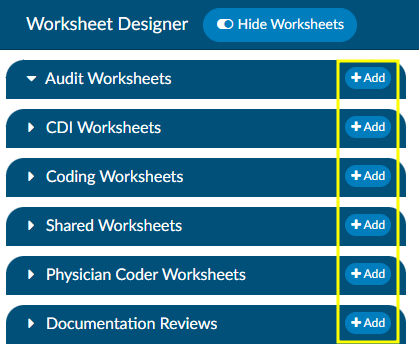 Worksheet Designer Hide Worksheets
Audit Worksheets + Add
CDI Worksheets + Add
Coding Worksheets + Add
Shared Worksheets + Add
Physician Coder Worksheets + Add
Documentation Reviews + Add